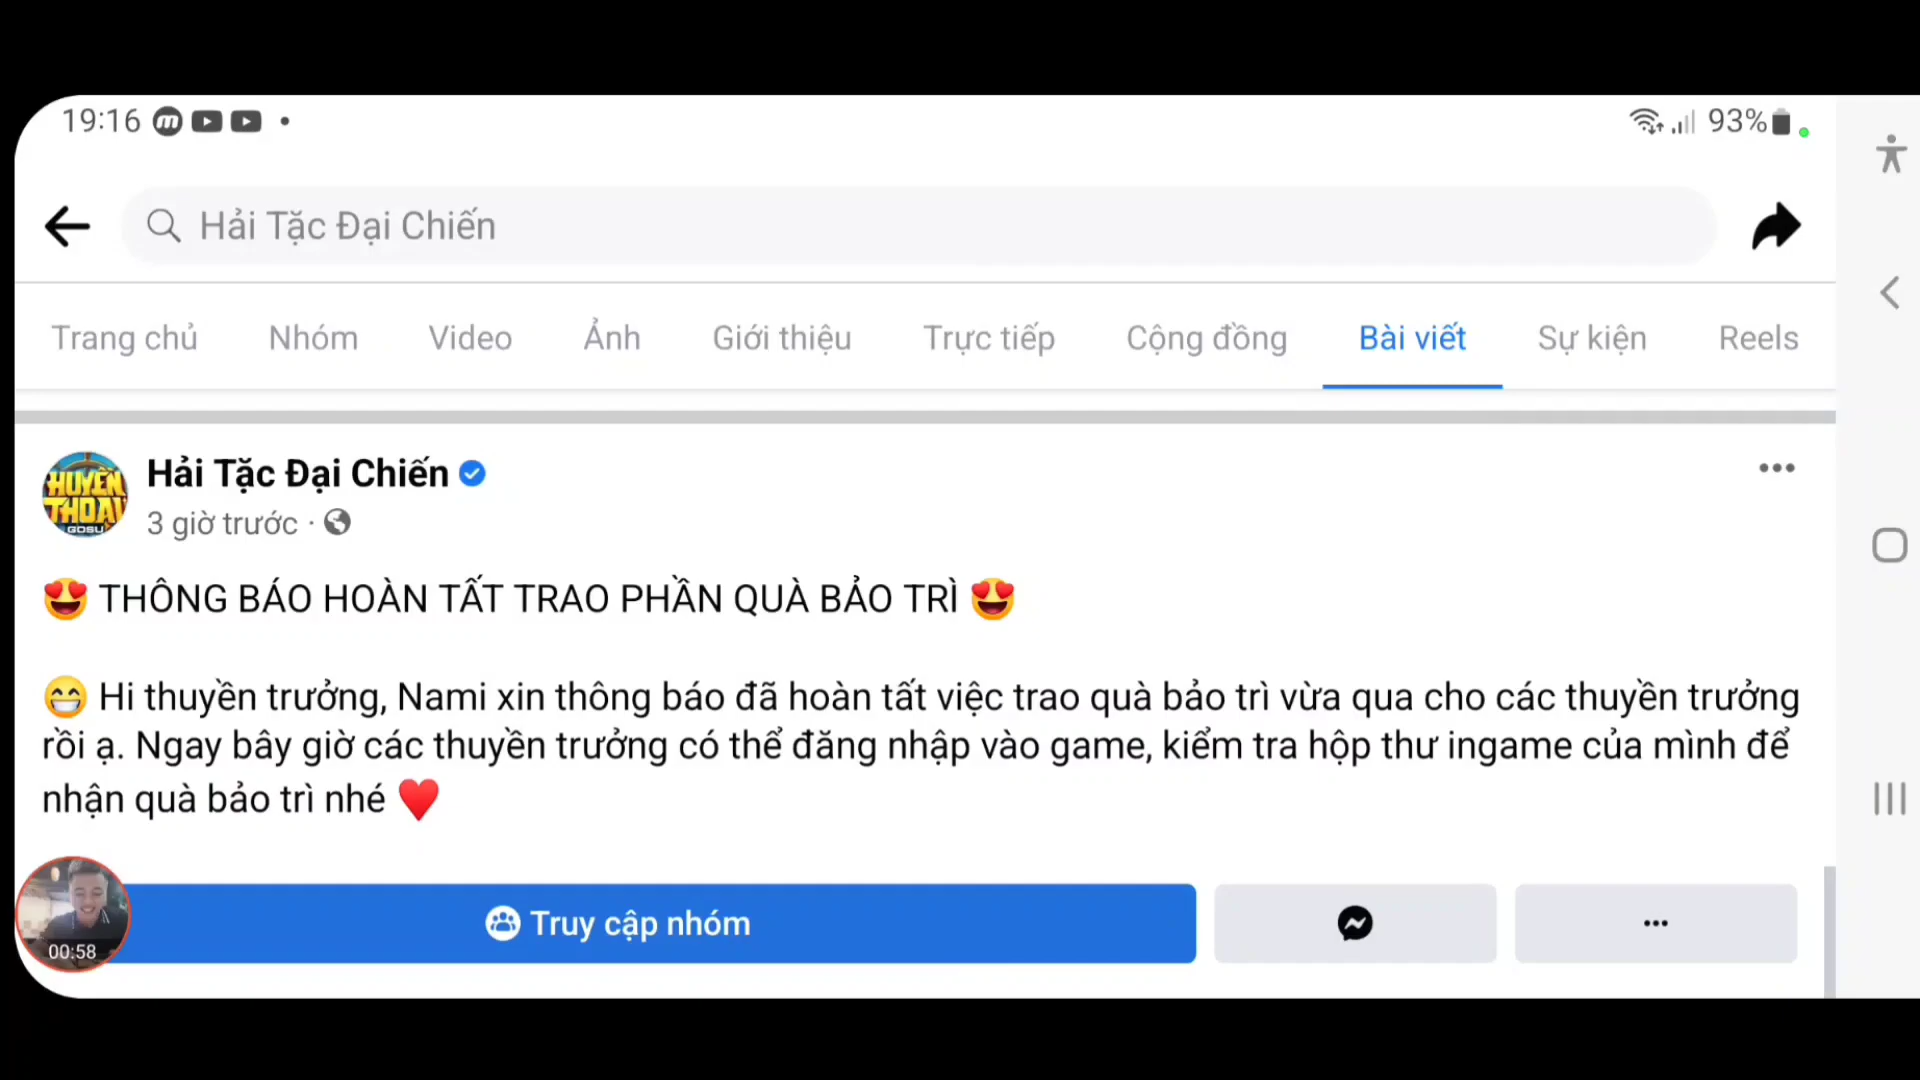 19:16
93%
Hải Tặc Đại Chiến
Trang chủ Nhóm Video Ảnh Giới thiệu Trực tiếp Cộng đồng Bài viết Sự kiện Reels
HUYỀN
THOẠI
GOSU
Hải Tặc Đại Chiến
3 giờ trước ·
😍 THÔNG BÁO HOÀN TẤT TRAO PHẦN QUÀ BẢO TRÌ 😍
😁 Hi thuyền trưởng, Nami xin thông báo đã hoàn tất việc trao quà bảo trì vừa qua cho các thuyền trưởng
rồi ạ. Ngay bây giờ các thuyền trưởng có thể đăng nhập vào game, kiểm tra hộp thư ingame của mình để
nhận quà bảo trì nhé ❤️
00:58
Truy cập nhóm